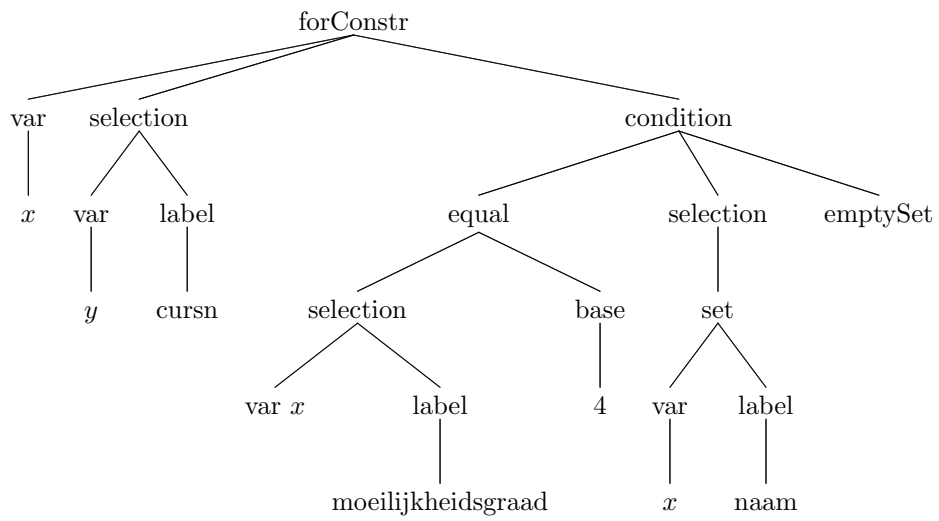 forConstr
var selection condition
x var label equal selection emptySet
y cursn selection base set
var x label 4 var label
moeilijkheidsgraad x naam